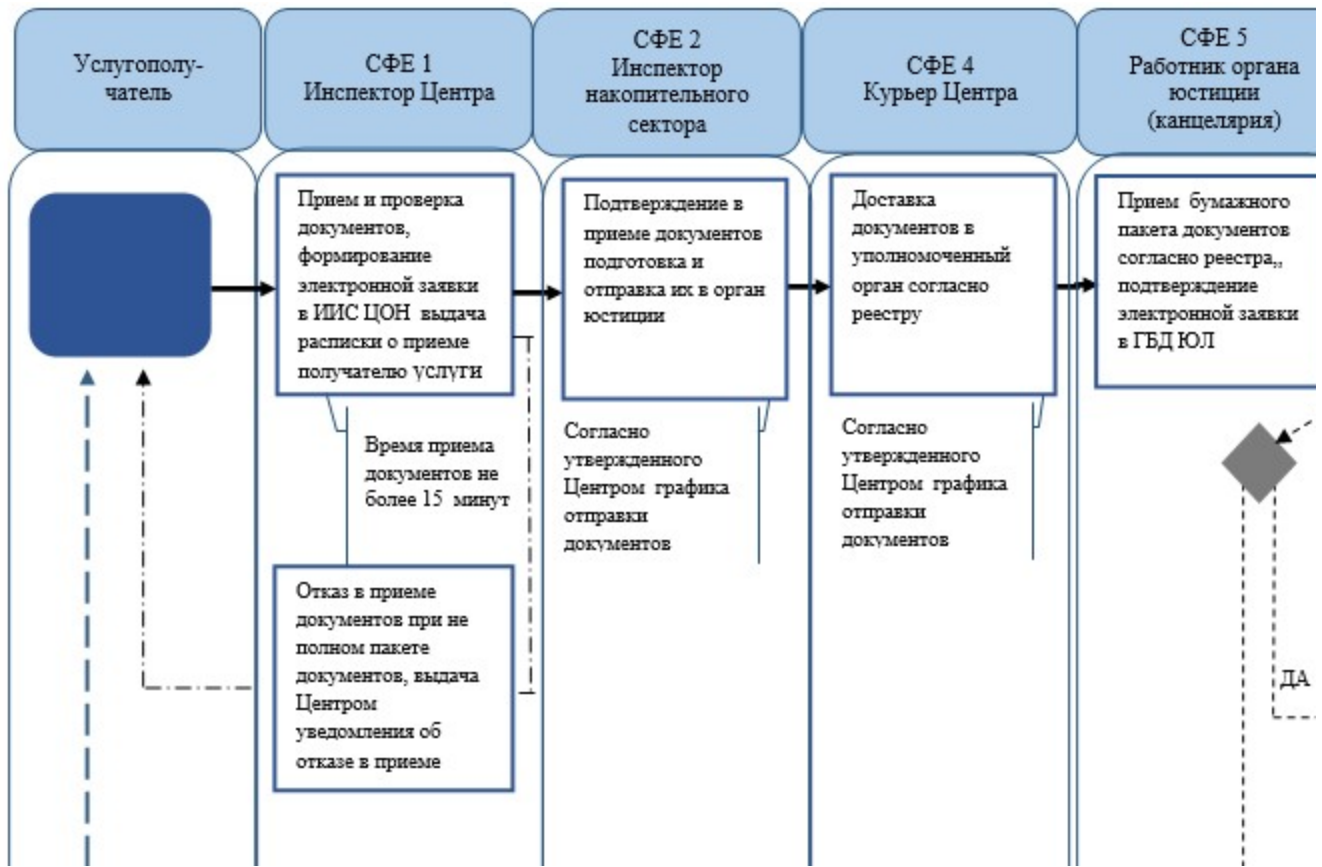 Услугополу-
чатель
СФЕ 1
Инспектор Центра
СФЕ 2
Инспектор
накопительного
сектора
СФЕ 4
Курьер Центра
СФЕ 5
Работник органа
юстиции
(канцелярия)
Прием и проверка
документов,
формирование
электронной заявки
в ИИС ЦОН выдача
расписки о приеме
получателю услуги
Подтверждение в
приеме документов
подготовка и
отправка их в орган
юстиции
Доставка
документов в
уполномоченный
орган согласно
реестру
Прием бумажного
пакета документов
согласно реестра,,
подтверждение
электронной заявки
в ГБД ЮЛ
Время приема
документов не
более 15 минут
Согласно
утвержденного
Центром графика
отправки
документов
Согласно
утвержденного
Центром графика
отправки
документов
Отказ в приеме
документов при не
полном пакете
документов, выдача
Центром
уведомления об
отказе в приеме
ДА